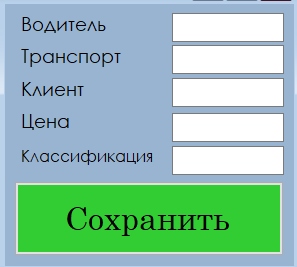 Водитель
Транспорт
Клиент
Цена
Классификация
Сохранить